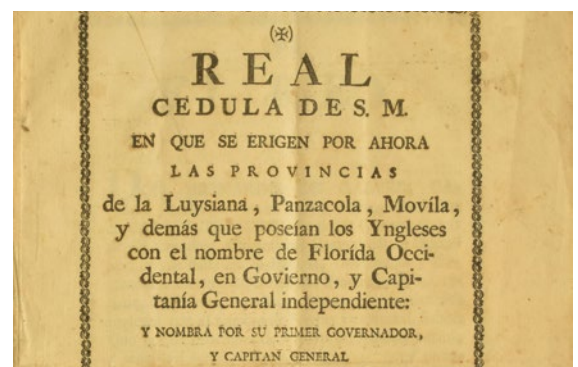 (✠)
REAL
CEDULA DE S. M.
EN QUE SE ERIGEN POR AHORA
LAS PROVINCIAS
de la Luysiana, Panzacola, Movíla,
y demás que poseían los Yngleses
con el nombre de Florída Occi-
dental, en Govierno, y Capi-
tanía General independiente:
Y NOMBRA POR SU PRIMER GOVERNADOR,
Y CAPITAN GENERAL